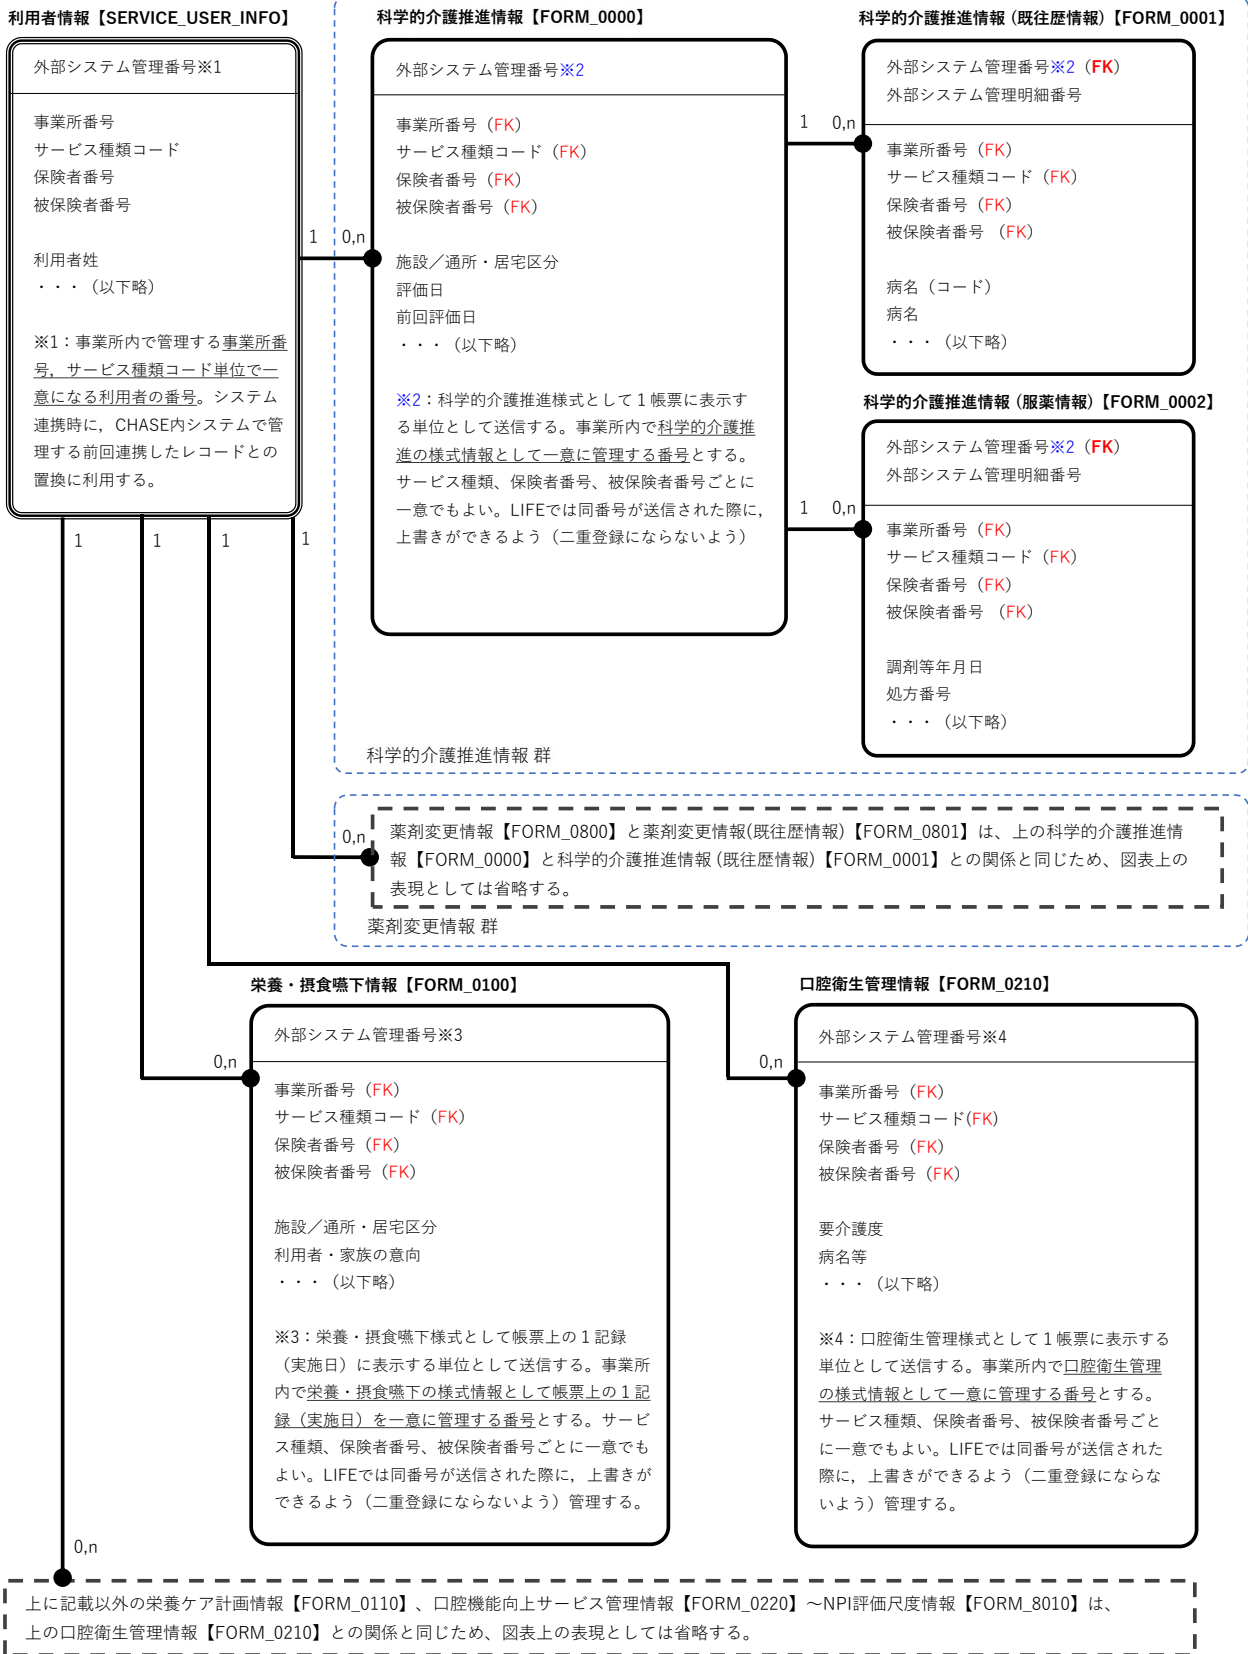 利用者情報【SERVICE_USER_INFO】
外部システム管理番号※1
事業所番号
サービス種類コード
保険者番号
被保険者番号
利用者姓
・・・（以下略）
※1：事業所内で管理する事業所番
号，サービス種類コード単位で一
意になる利用者の番号。システム
連携時に，CHASE内システムで管
理する前回連携したレコードとの
置換に利用する。
科学的介護推進情報【FORM_0000】
外部システム管理番号※2
事業所番号（FK）
サービス種類コード（FK）
保険者番号（FK）
被保険者番号（FK）
施設／通所・居宅区分
評価日
前回評価日
・・・（以下略）
※2：科学的介護推進様式として１帳票に表示す
る単位として送信する。事業所内で科学的介護推
進の様式情報として一意に管理する番号とする。
サービス種類、保険者番号、被保険者番号ごとに
一意でもよい。LIFEでは同番号が送信された際に，
上書きができるよう（二重登録にならないよう）
科学的介護推進情報 (既往歴情報)【FORM_0001】
外部システム管理番号※2（FK）
外部システム管理明細番号
事業所番号（FK）
サービス種類コード（FK）
保険者番号（FK）
被保険者番号 （FK）
病名（コード）
病名
・・・（以下略）
科学的介護推進情報 (服薬情報)【FORM_0002】
外部システム管理番号※2（FK）
外部システム管理明細番号
事業所番号（FK）
サービス種類コード（FK）
保険者番号（FK）
被保険者番号 （FK）
調剤等年月日
処方番号
・・・（以下略）
1
0,n
1
0,n
1
0,n
科学的介護推進情報 群
1
1
1
1
0,n
薬剤変更情報【FORM_0800】と薬剤変更情報(既往歴情報)【FORM_0801】は、上の科学的介護推進情
報【FORM_0000】と科学的介護推進情報 (既往歴情報)【FORM_0001】との関係と同じため、図表上の
表現としては省略する。
薬剤変更情報 群
栄養・摂食嚥下情報【FORM_0100】
外部システム管理番号※3
0,n
事業所番号（FK）
サービス種類コード（FK）
保険者番号（FK）
被保険者番号（FK）
施設／通所・居宅区分
利用者・家族の意向
・・・（以下略）
※3：栄養・摂食嚥下様式として帳票上の１記録
（実施日）に表示する単位として送信する。事業所
内で栄養・摂食嚥下の様式情報として帳票上の１記
録（実施日）を一意に管理する番号とする。サービ
ス種類、保険者番号、被保険者番号ごとに一意でも
よい。LIFEでは同番号が送信された際に，上書きが
できるよう（二重登録にならないよう）管理する。
口腔衛生管理情報【FORM_0210】
外部システム管理番号※4
0,n
事業所番号（FK）
サービス種類コード(FK)
保険者番号（FK）
被保険者番号（FK）
要介護度
病名等
・・・（以下略）
※4：口腔衛生管理様式として１帳票に表示する
単位として送信する。事業所内で口腔衛生管理
の様式情報として一意に管理する番号とする。
サービス種類、保険者番号、被保険者番号ごと
に一意でもよい。LIFEでは同番号が送信された
際に，上書きができるよう（二重登録にならな
いよう）管理する。
0,n
上に記載以外の栄養ケア計画情報【FORM_0110】、口腔機能向上サービス管理情報【FORM_0220】～NPI評価尺度情報【FORM_8010】は、
上の口腔衛生管理情報【FORM_0210】との関係と同じため、図表上の表現としては省略する。